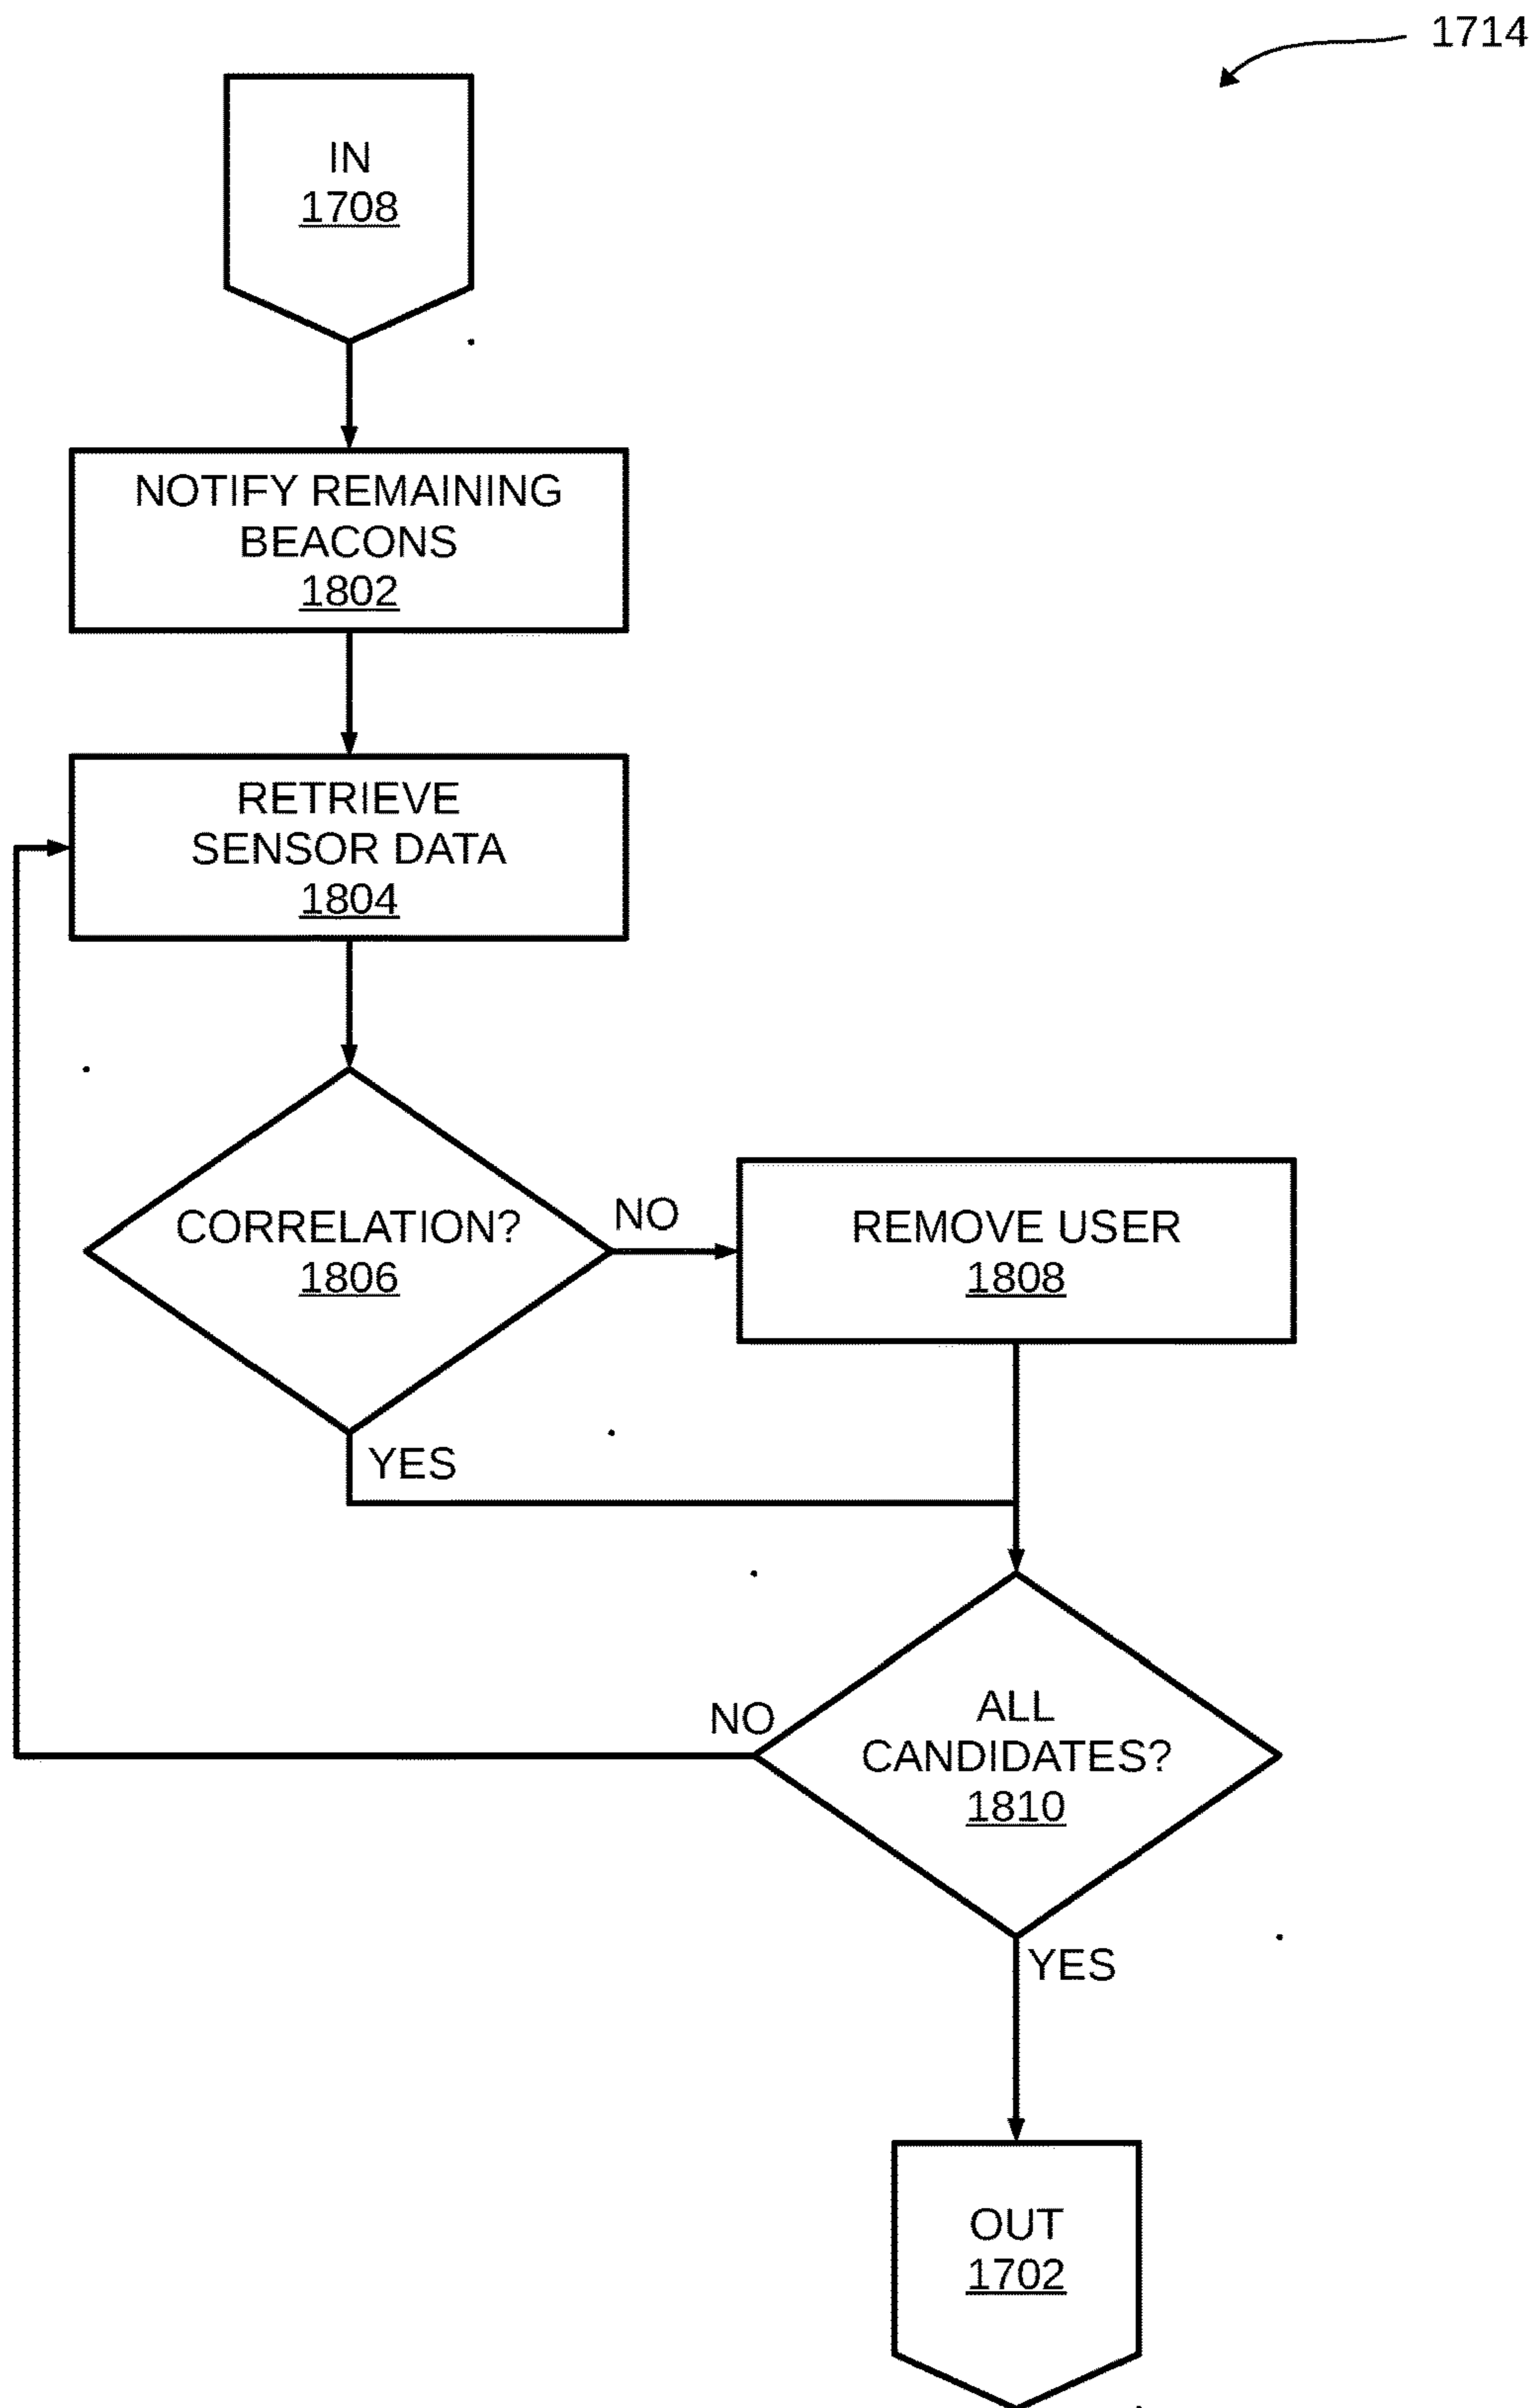 1714
IN
1708
NOTIFY REMAINING
BEACONS
1802
RETRIEVE
SENSOR DATA
1804
CORRELATION?
1806
NO
REMOVE USER
1808
YES
ALL
CANDIDATES?
1810
NO
YES
OUT
1702